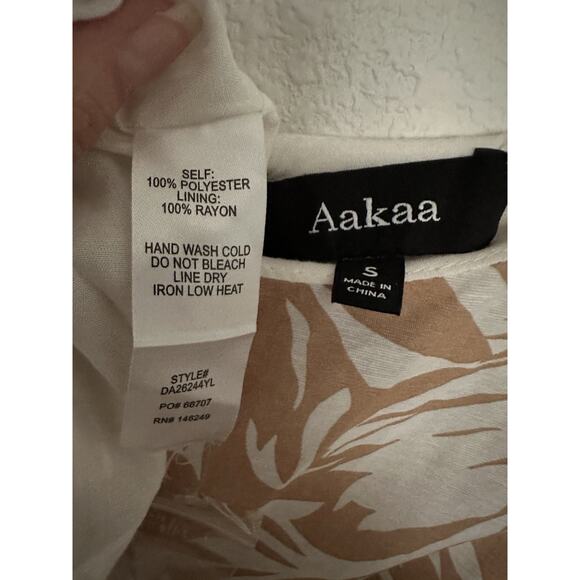 SELF:
100% POLYESTER
LINING:
100% RAYON
HAND WASH COLD
DO NOT BLEACH
LINE DRY
IRON LOW HEAT
STYLE#
DA26244YL
PO# 66707
RN# 146249
Aakaa
S
MADE IN
CHINA